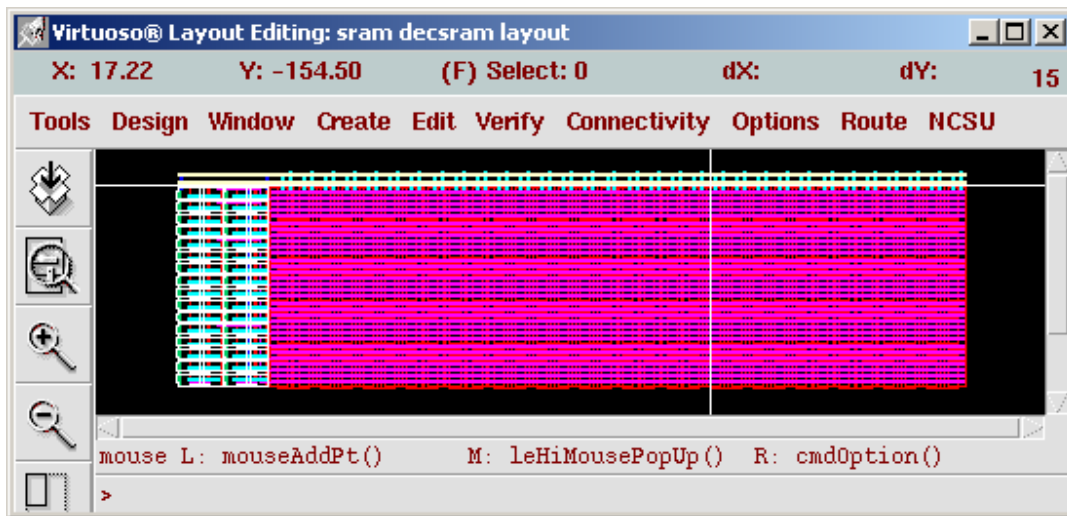 Virtuoso® Layout Editing: sram decsram layout
X: 17.22 Y: -154.50 (F) Select: 0 dX: dY: 15
Tools Design Window Create Edit Verify Connectivity Options Route NCSU
mouse L: mouseAddPt() M: leHiMousePopUp() R: cmdOption()
>